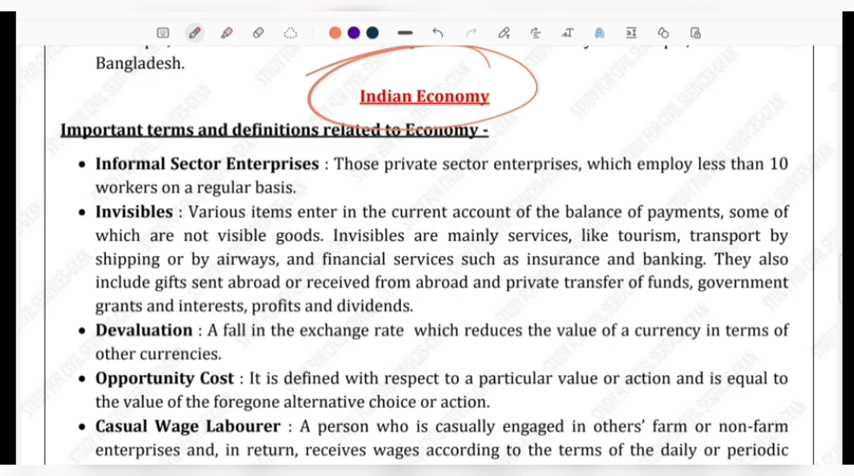 Bangladesh.
Indian Economy
Important terms and definitions related to Economy -
• Informal Sector Enterprises : Those private sector enterprises, which employ less than 10
workers on a regular basis.
• Invisibles : Various items enter in the current account of the balance of payments, some of
which are not visible goods. Invisibles are mainly services, like tourism, transport by
shipping or by airways, and financial services such as insurance and banking. They also
include gifts sent abroad or received from abroad and private transfer of funds, government
grants and interests, profits and dividends.
• Devaluation : A fall in the exchange rate which reduces the value of a currency in terms of
other currencies.
• Opportunity Cost : It is defined with respect to a particular value or action and is equal to
the value of the foregone alternative choice or action.
• Casual Wage Labourer : A person who is casually engaged in others’ farm or non-farm
enterprises and, in return, receives wages according to the terms of the daily or periodic